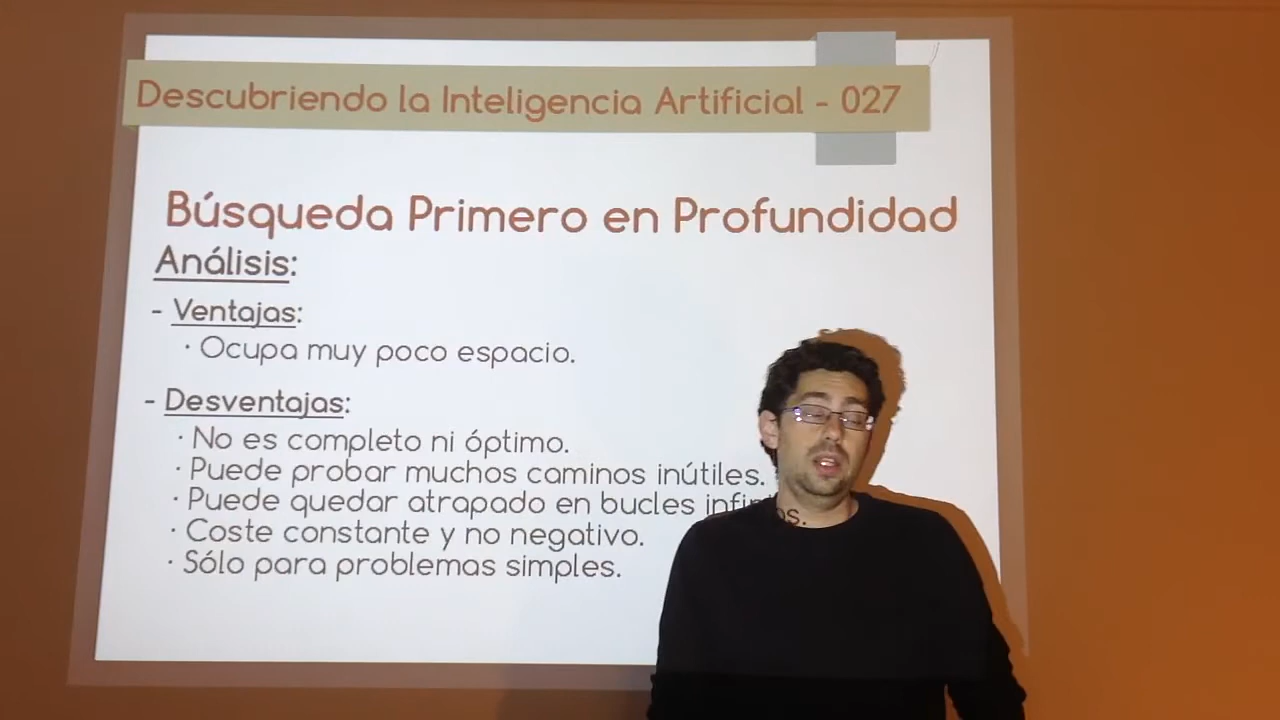 Descubriendo la Inteligencia Artificial - 027
Búsqueda Primero en Profundidad
Análisis:
- Ventajas:
· Ocupa muy poco espacio.
- Desventajas:
· No es completo ni óptimo.
· Puede probar muchos caminos inútiles.
· Puede quedar atrapado en bucles infinitos.
· Coste constante y no negativo.
· Sólo para problemas simples.